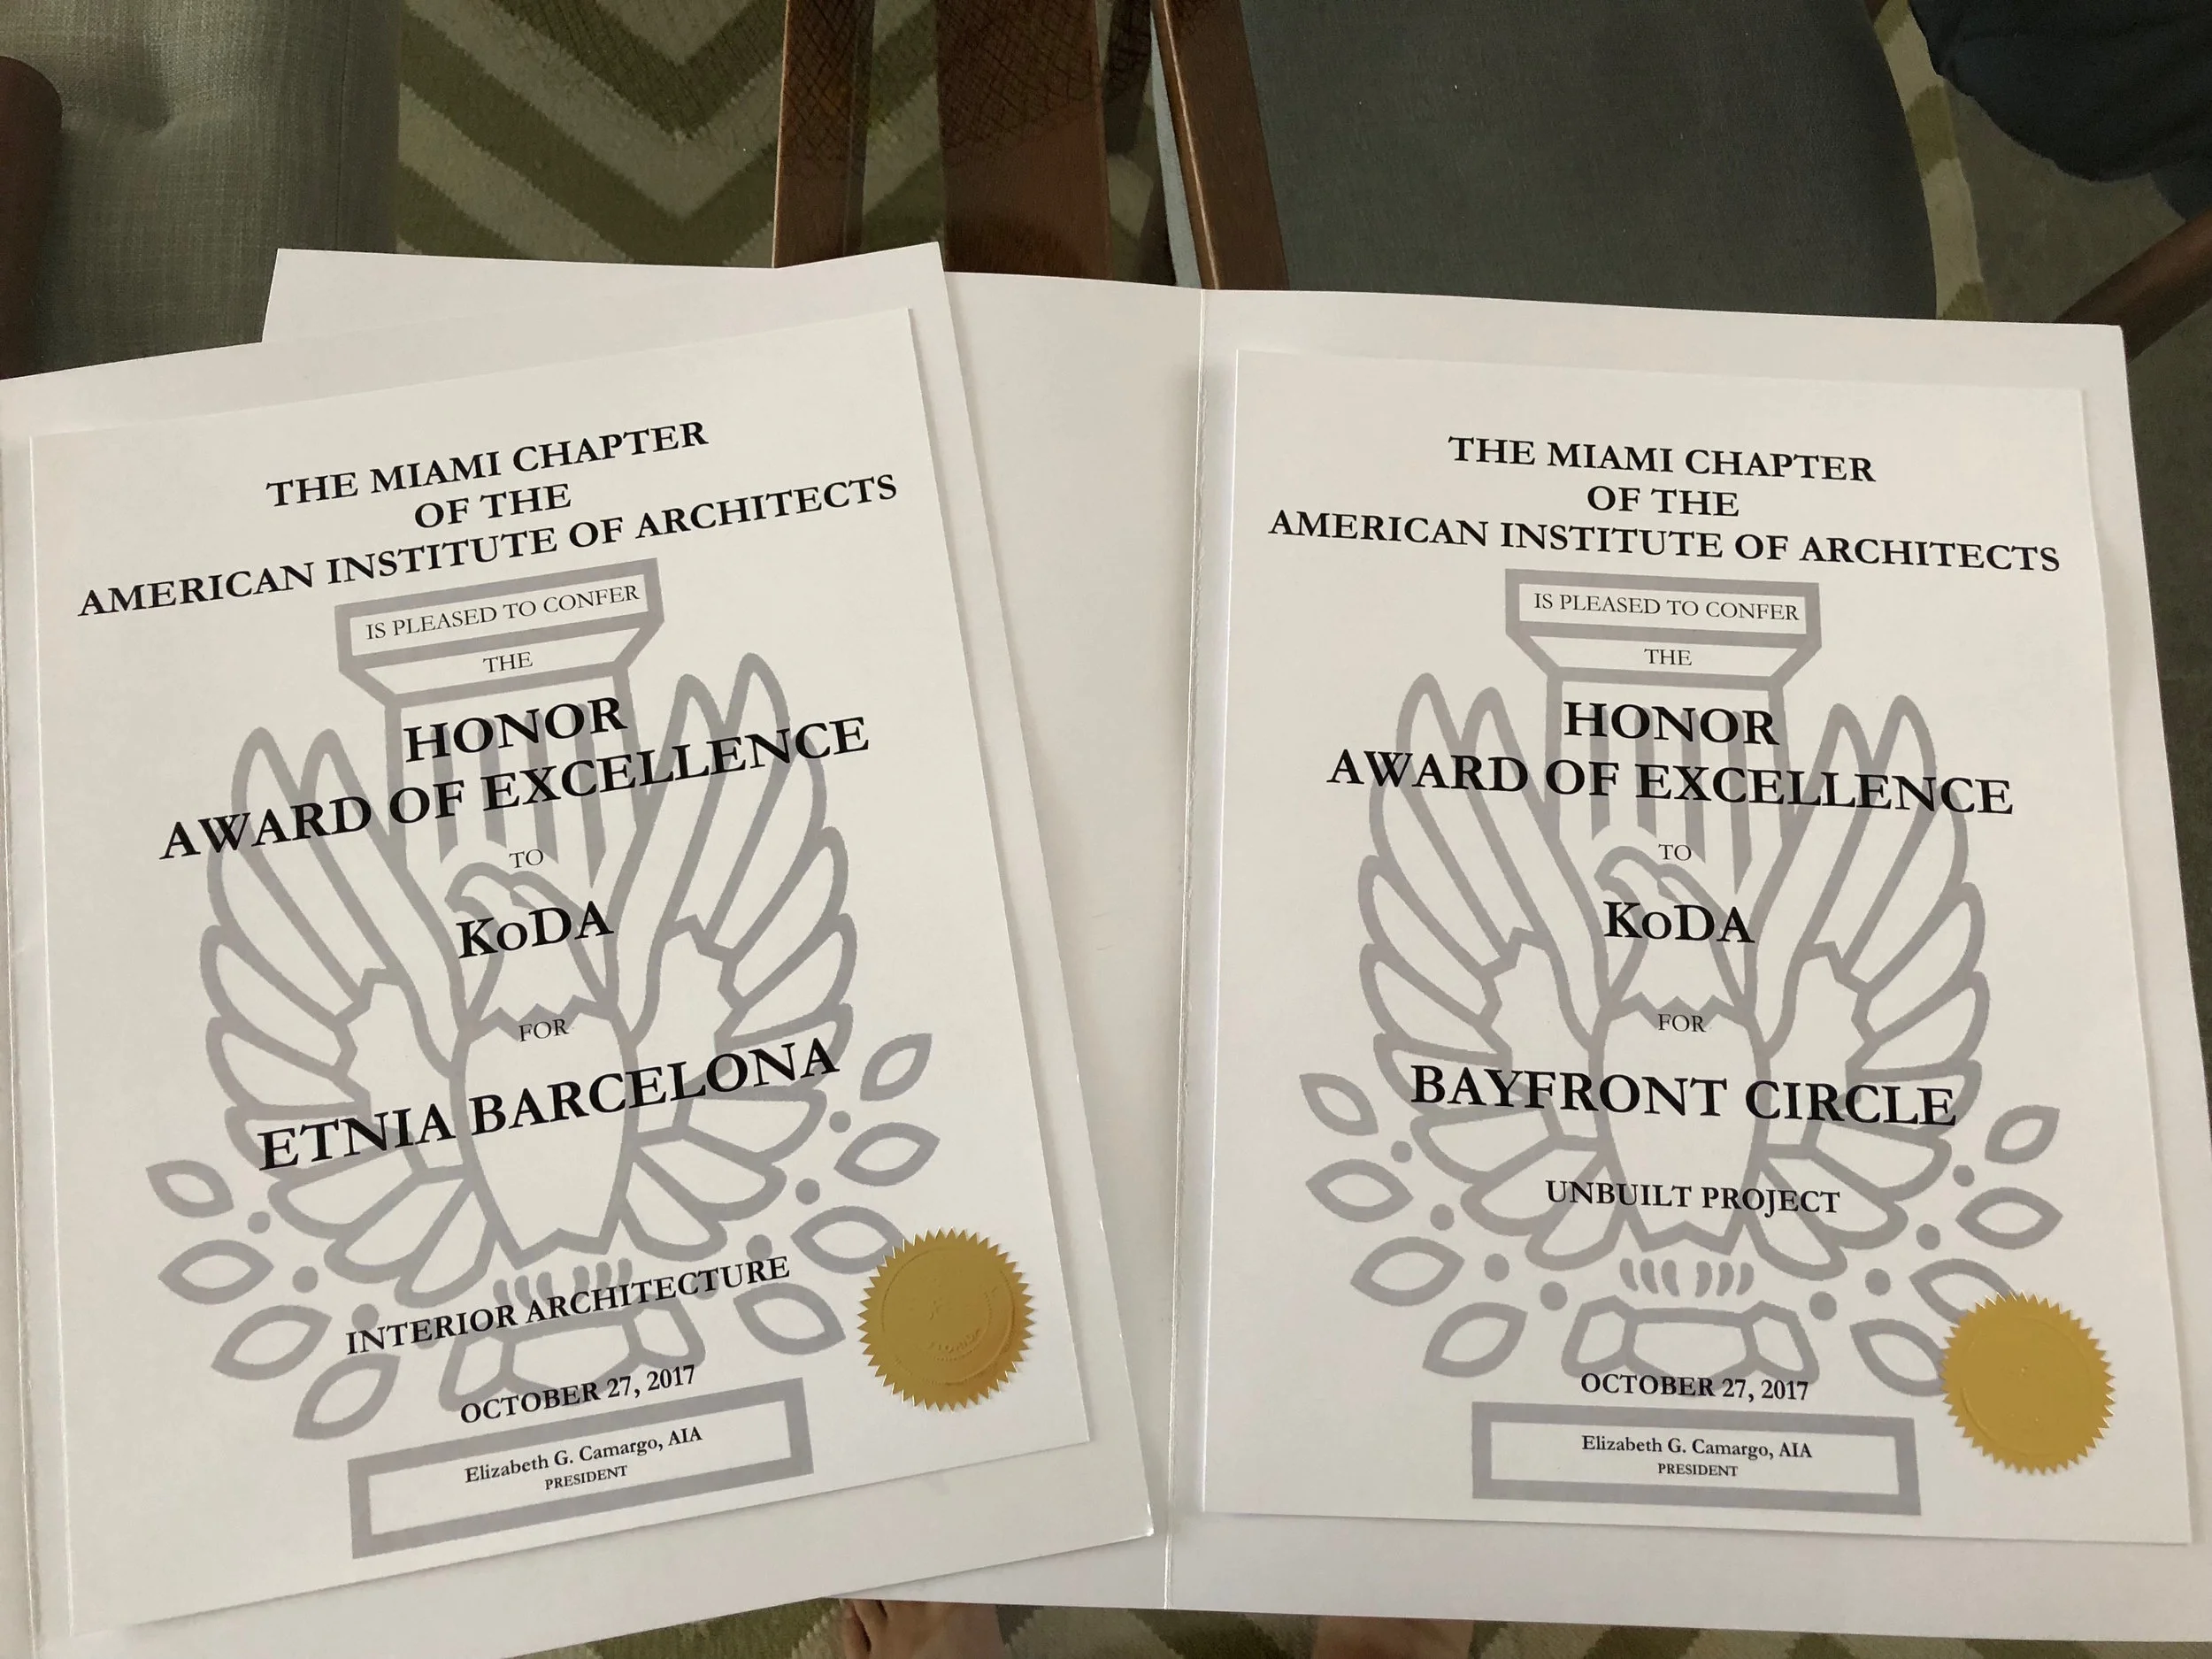 THE MIAMI CHAPTER
OF THE
AMERICAN INSTITUTE OF ARCHITECTS
IS PLEASED TO CONFER
THE
HONOR
AWARD OF EXCELLENCE
TO
KoDA
FOR
ETNIA BARCELONA
INTERIOR ARCHITECTURE
OCTOBER 27, 2017
Elizabeth G. Camargo, AIA
PRESIDENT
THE MIAMI CHAPTER
OF THE
AMERICAN INSTITUTE OF ARCHITECTS
IS PLEASED TO CONFER
THE
HONOR
AWARD OF EXCELLENCE
TO
KoDA
FOR
BAYFRONT CIRCLE
UNBUILT PROJECT
OCTOBER 27, 2017
Elizabeth G. Camargo, AIA
PRESIDENT